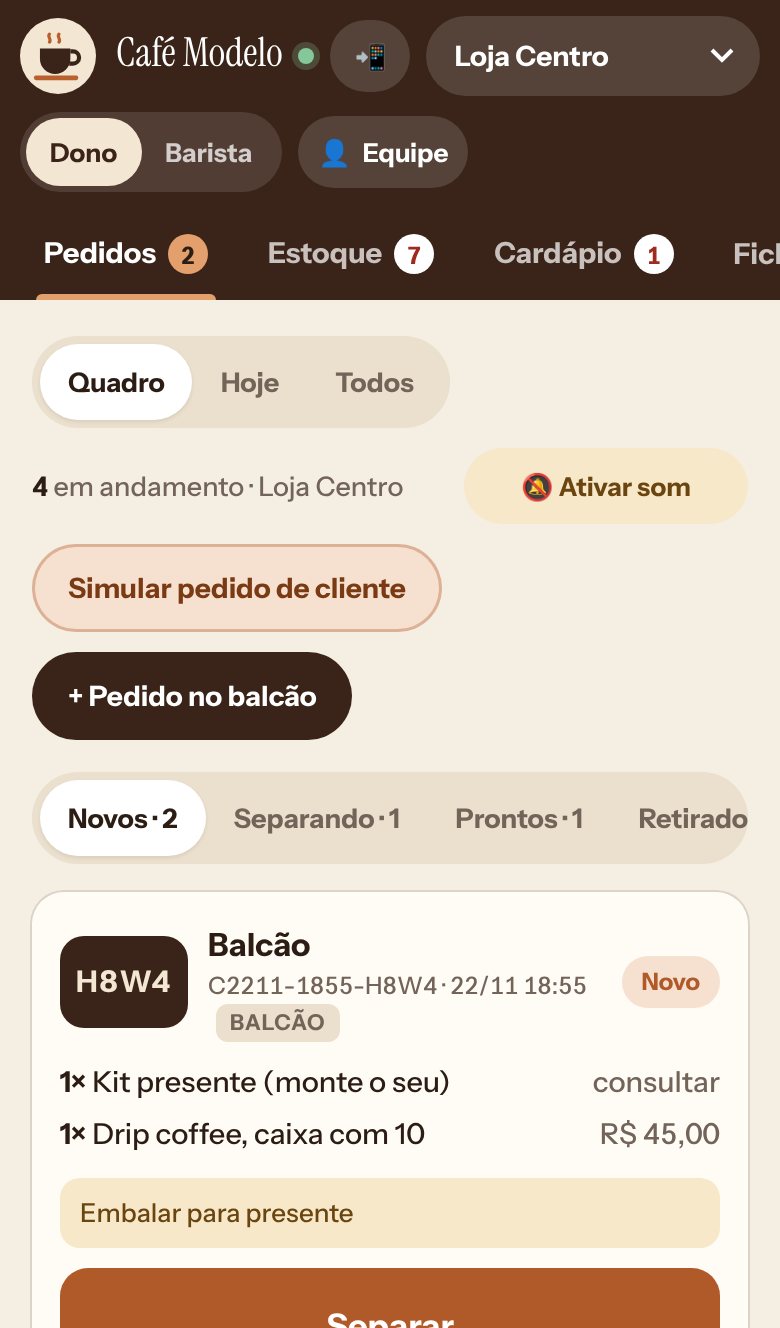 Café Modelo
Loja Centro
Dono Barista Equipe
Pedidos 2 Estoque 7 Cardápio 1
Quadro Hoje Todos
4 em andamento · Loja Centro Ativar som
Simular pedido de cliente
+ Pedido no balcão
Novos · 2 Separando · 1 Prontos · 1 Retirado
H8W4 Balcão
C2211-1855-H8W4 · 22/11 18:55 Novo
BALCÃO
1× Kit presente (monte o seu) consultar
1× Drip coffee, caixa com 10 R$ 45,00
Embalar para presente
Separar